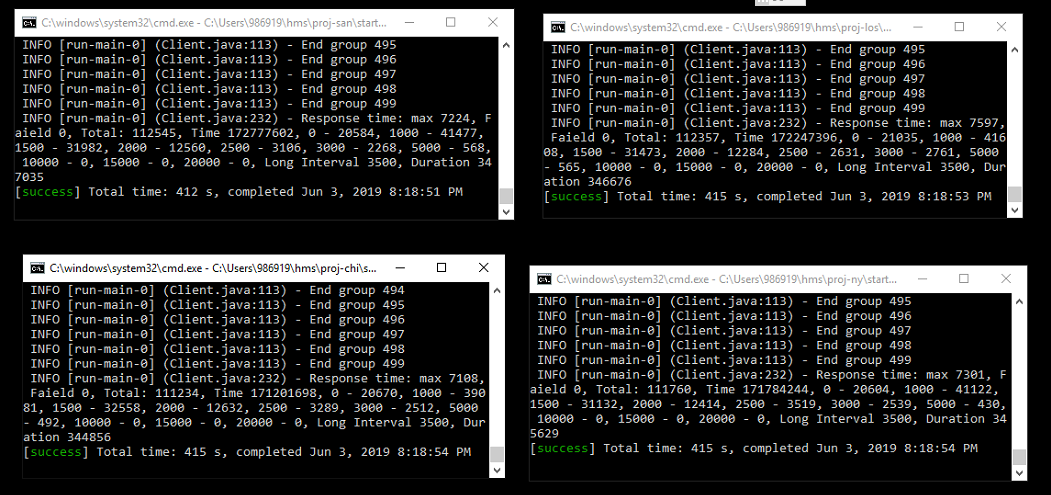 C:\windows\system32\cmd.exe - C:\Users\986919\hms\proj-san\start...
INFO [run-main-0] (Client.java:113) - End group 495
INFO [run-main-0] (Client.java:113) - End group 496
INFO [run-main-0] (Client.java:113) - End group 497
INFO [run-main-0] (Client.java:113) - End group 498
INFO [run-main-0] (Client.java:113) - End group 499
INFO [run-main-0] (Client.java:232) - Response time: max 7224, F
aield 0, Total: 112545, Time 172777602, 0 - 20584, 1000 - 41477,
1500 - 31982, 2000 - 12560, 2500 - 3106, 3000 - 2268, 5000 - 568,
10000 - 0, 15000 - 0, 20000 - 0, Long Interval 3500, Duration 34
7035
[success] Total time: 412 s, completed Jun 3, 2019 8:18:51 PM
C:\windows\system32\cmd.exe - C:\Users\986919\hms\proj-los\...
INFO [run-main-0] (Client.java:113) - End group 495
INFO [run-main-0] (Client.java:113) - End group 496
INFO [run-main-0] (Client.java:113) - End group 497
INFO [run-main-0] (Client.java:113) - End group 498
INFO [run-main-0] (Client.java:113) - End group 499
INFO [run-main-0] (Client.java:232) - Response time: max 7597,
Faield 0, Total: 112357, Time 172247396, 0 - 21035, 1000 - 416
08, 1500 - 31473, 2000 - 12284, 2500 - 2631, 3000 - 2761, 5000
- 565, 10000 - 0, 15000 - 0, 20000 - 0, Long Interval 3500, Dur
ation 346676
[success] Total time: 415 s, completed Jun 3, 2019 8:18:53 PM
C:\windows\system32\cmd.exe - C:\Users\986919\hms\proj-chi\s...
INFO [run-main-0] (Client.java:113) - End group 494
INFO [run-main-0] (Client.java:113) - End group 495
INFO [run-main-0] (Client.java:113) - End group 496
INFO [run-main-0] (Client.java:113) - End group 497
INFO [run-main-0] (Client.java:113) - End group 498
INFO [run-main-0] (Client.java:113) - End group 499
INFO [run-main-0] (Client.java:232) - Response time: max 7108,
Faield 0, Total: 111234, Time 171201698, 0 - 20670, 1000 - 390
81, 1500 - 32558, 2000 - 12632, 2500 - 3289, 3000 - 2512, 5000
- 492, 10000 - 0, 15000 - 0, 20000 - 0, Long Interval 3500, Dur
ation 344856
[success] Total time: 415 s, completed Jun 3, 2019 8:18:54 PM
C:\windows\system32\cmd.exe - C:\Users\986919\hms\proj-ny\start...
INFO [run-main-0] (Client.java:113) - End group 495
INFO [run-main-0] (Client.java:113) - End group 496
INFO [run-main-0] (Client.java:113) - End group 497
INFO [run-main-0] (Client.java:113) - End group 498
INFO [run-main-0] (Client.java:113) - End group 499
INFO [run-main-0] (Client.java:232) - Response time: max 7301, F
aield 0, Total: 111760, Time 171784244, 0 - 20604, 1000 - 41122,
1500 - 31132, 2000 - 12414, 2500 - 3519, 3000 - 2539, 5000 - 430,
10000 - 0, 15000 - 0, 20000 - 0, Long Interval 3500, Duration 34
5629
[success] Total time: 415 s, completed Jun 3, 2019 8:18:54 PM